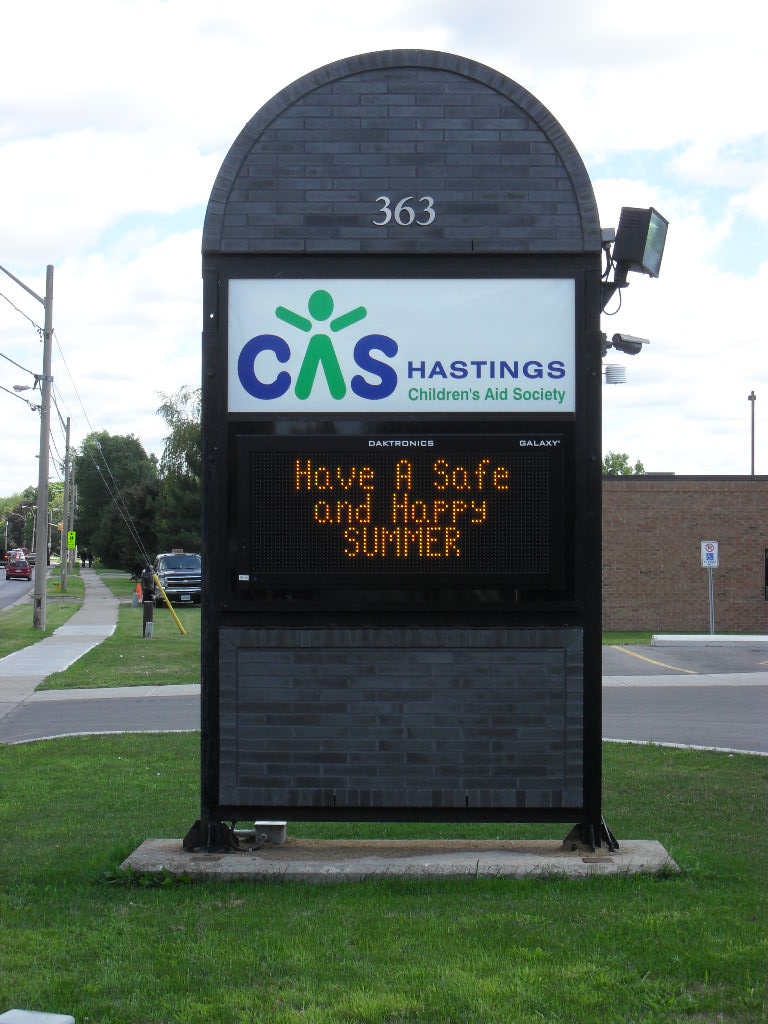 363
CAS HASTINGS
Children's Aid Society
DAKTRONICS GALAXY
Have A Safe
and Happy
SUMMER